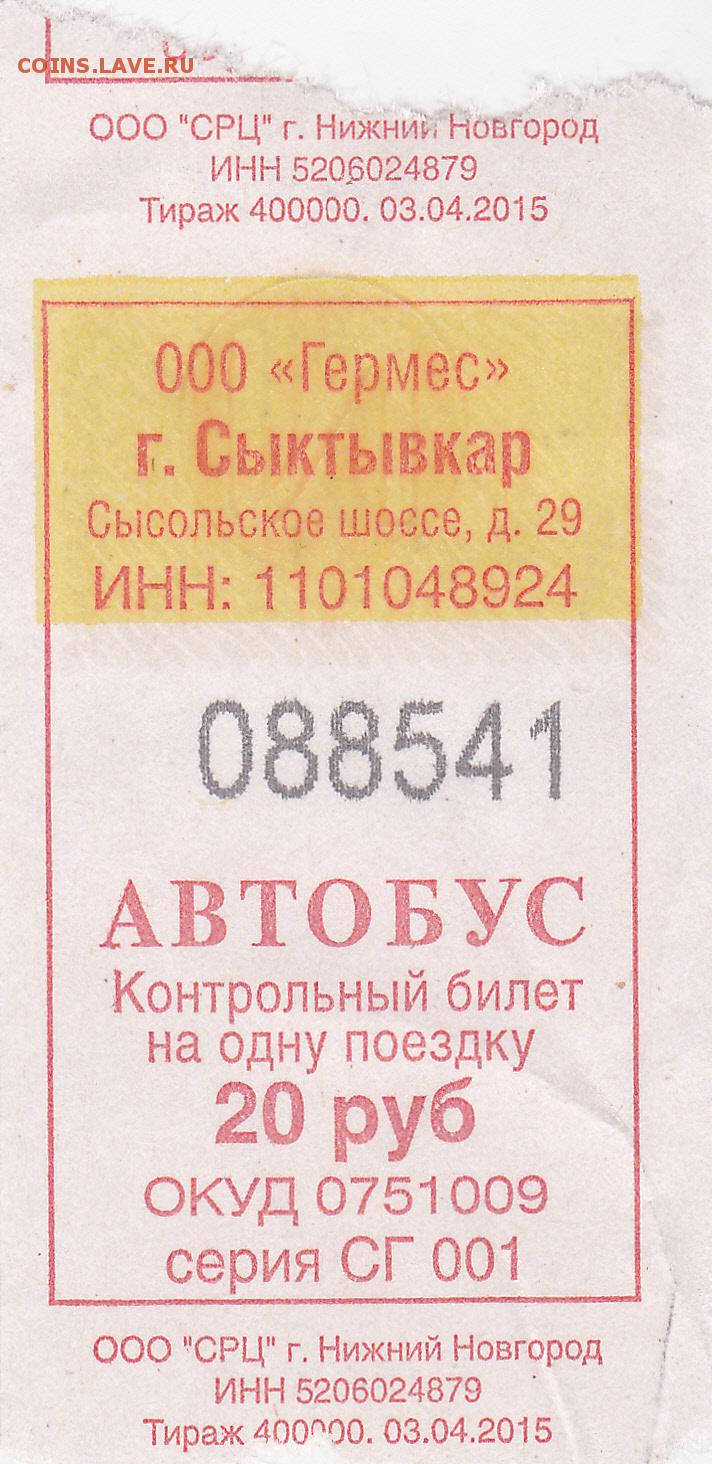 COINS.LAVE.RU
ООО "СРЦ" г. Нижний Новгород
ИНН 5206024879
Тираж 400000. 03.04.2015
ООО «Гермес»
г. Сыктывкар
Сысольское шоссе, д. 29
ИНН: 1101048924
088541
АВТОБУС
Контрольный билет
на одну поездку
20 руб
ОКУД 0751009
серия СГ 001
ООО "СРЦ" г. Нижний Новгород
ИНН 5206024879
Тираж 400000. 03.04.2015